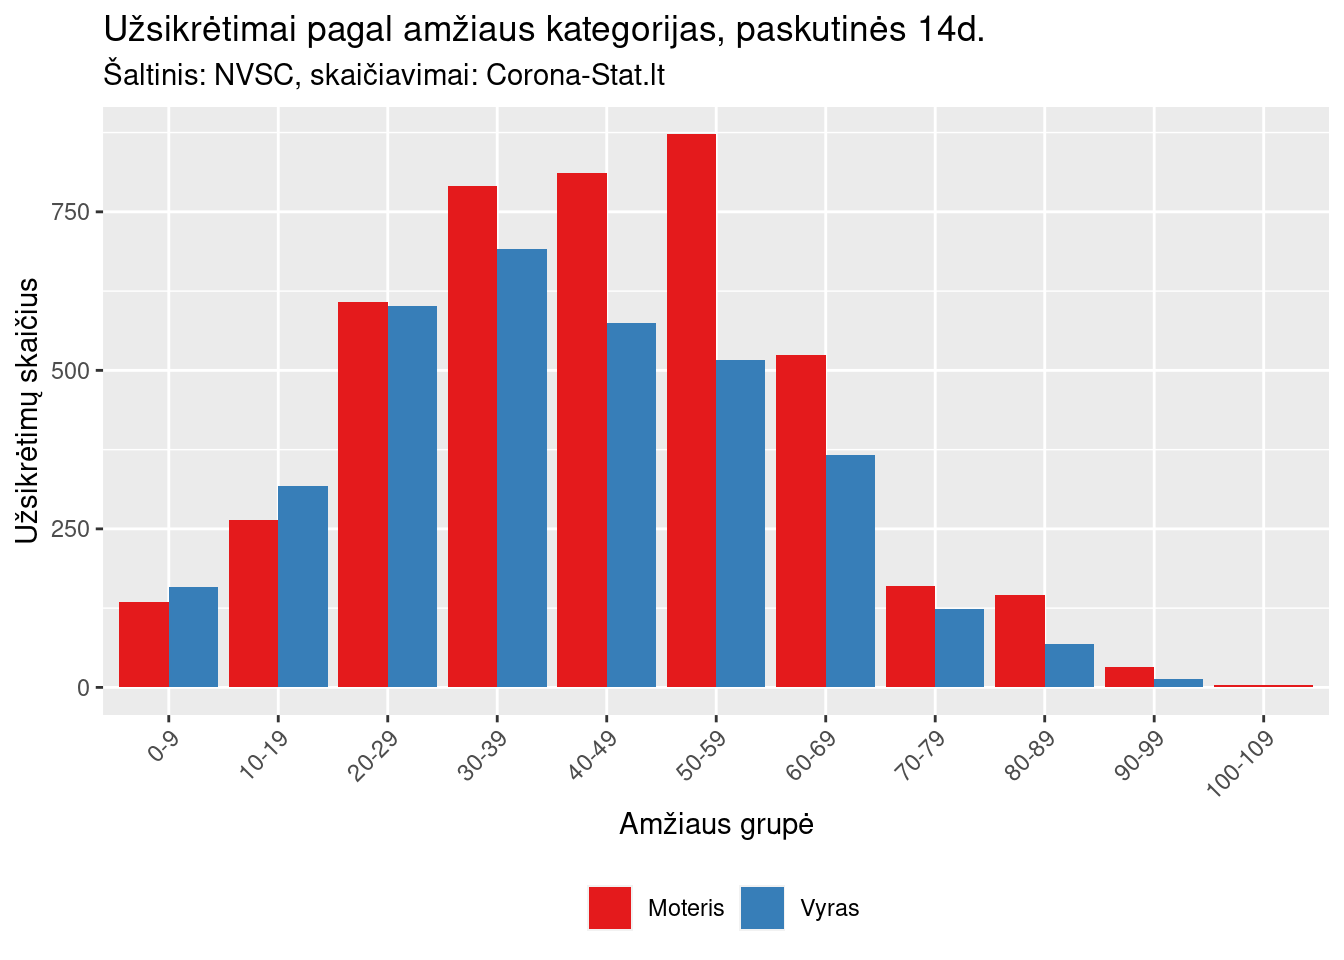 Užsikrėtimai pagal amžiaus kategorijas, paskutinės 14d.
Šaltinis: NVSC, skaičiavimai: Corona-Stat.lt
Užsikrėtimų skaičius
750
500
250
0
0-9
10-19
20-29
30-39
40-49
50-59
60-69
70-79
80-89
90-99
100-109
Amžiaus grupė
Moteris
Vyras